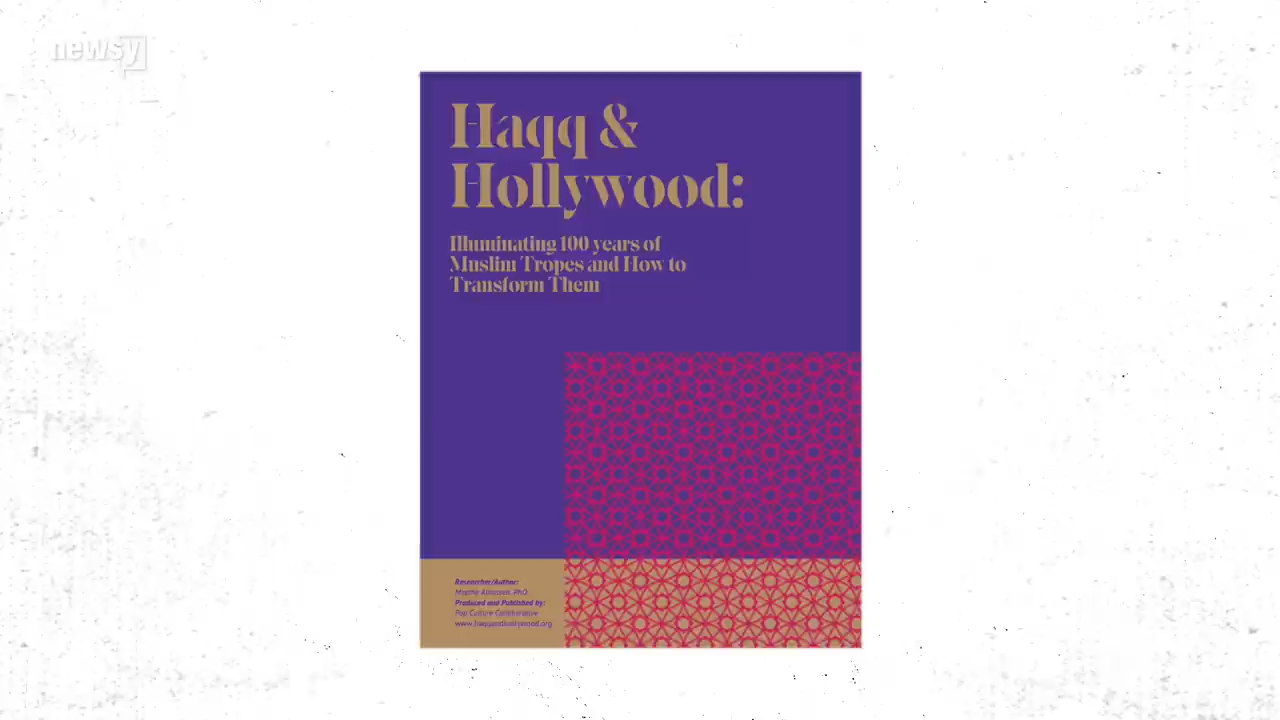 newsy
Haqq &
Hollywood:
Illuminating 100 years of
Muslim Tropes and How to
Transform Them
Researcher/Author:
PhD
Produced and Published by:
Pop Culture Collaborative
www.haqqandhollywood.org